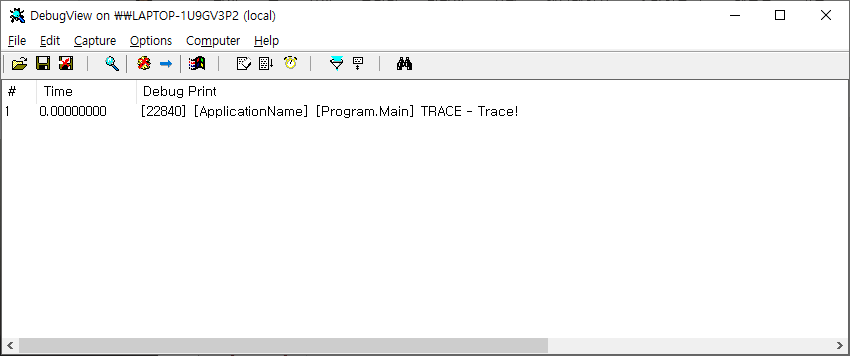 DebugView on ₩₩LAPTOP-1U9GV3P2 (local)
File Edit Capture Options Computer Help
# Time Debug Print
1 0.00000000 [22840] [ApplicationName] [Program.Main] TRACE - Trace!